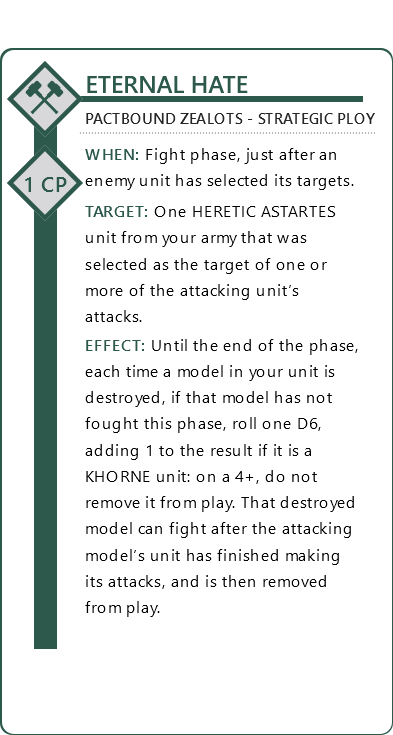 ETERNAL HATE
PACTBOUND ZEALOTS - STRATEGIC PLOY
1 CP
WHEN: Fight phase, just after an
enemy unit has selected its targets.
TARGET: One HERETIC ASTARTES
unit from your army that was
selected as the target of one or
more of the attacking unit's
attacks.
EFFECT: Until the end of the phase,
each time a model in your unit is
destroyed, if that model has not
fought this phase, roll one D6,
adding 1 to the result if it is a
KHORNE unit: on a 4+, do not
remove it from play. That destroyed
model can fight after the attacking
model's unit has finished making
its attacks, and is then removed
from play.